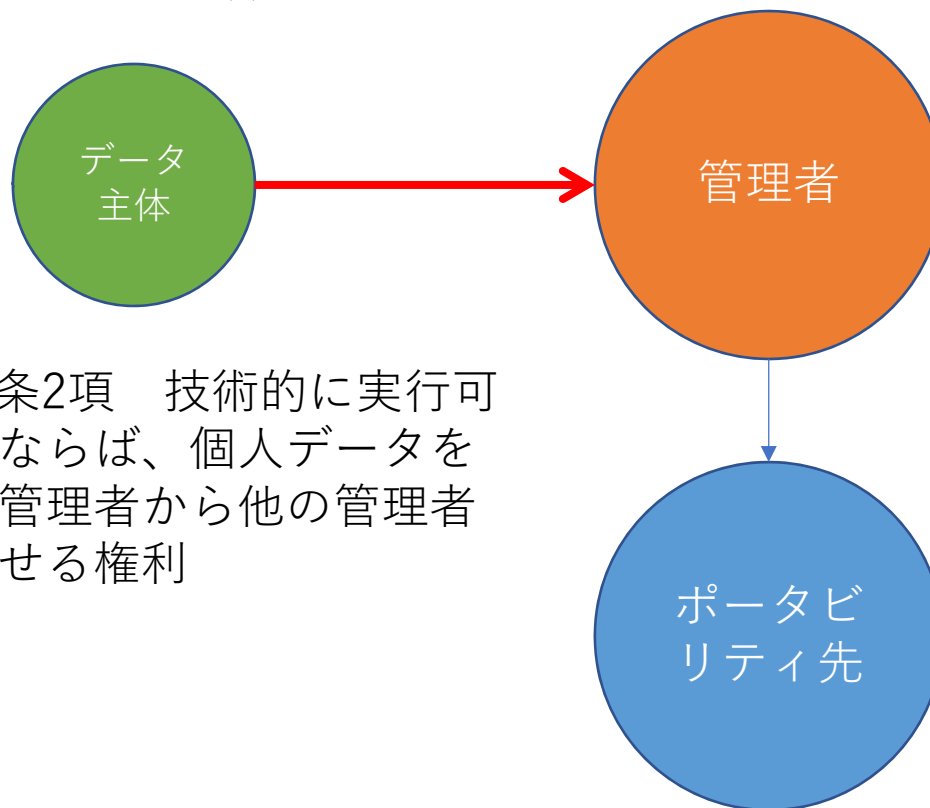 データ
主体
管理者
条2項　技術的に実行可
ならば、個人データを
管理者から他の管理者
せる権利
ポータビ
リティ先